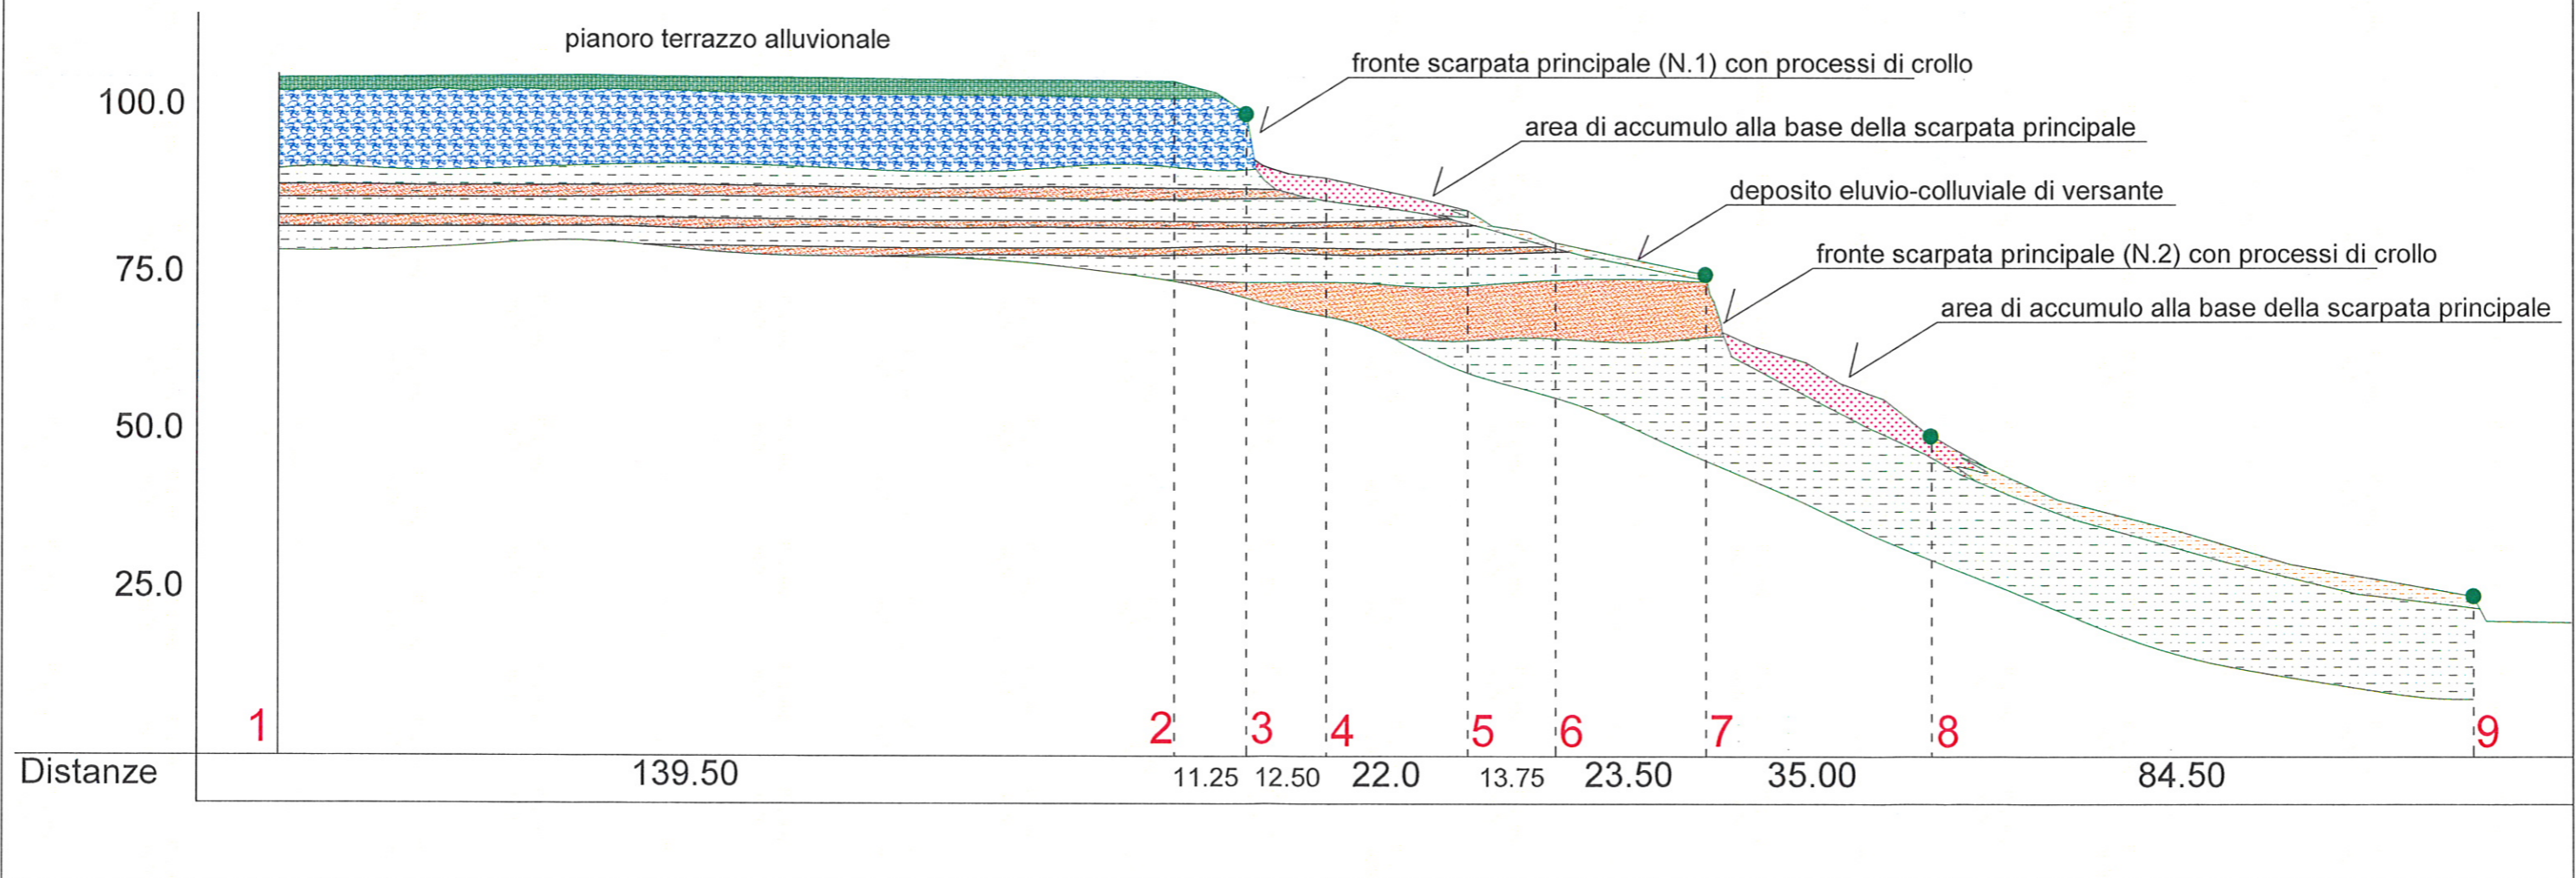 pianoro terrazzo alluvionale
fronte scarpata principale (N.1) con processi di crollo
100.0
area di accumulo alla base della scarpata principale
deposito eluvio-colluviale di versante
fronte scarpata principale (N.2) con processi di crollo
75.0
area di accumulo alla base della scarpata principale
50.0
25.0
1 2 3 4 5 6 7 8 9
Distanze 139.50 11.25 12.50 22.0 13.75 23.50 35.00 84.50